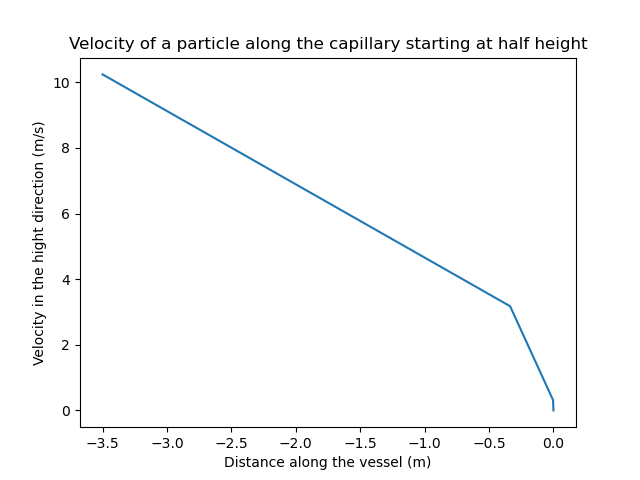 Velocity of a particle along the capillary starting at half height
Velocity in the hight direction (m/s)
10
8
6
4
2
0
−3.5 −3.0 −2.5 −2.0 −1.5 −1.0 −0.5 0.0
Distance along the vessel (m)